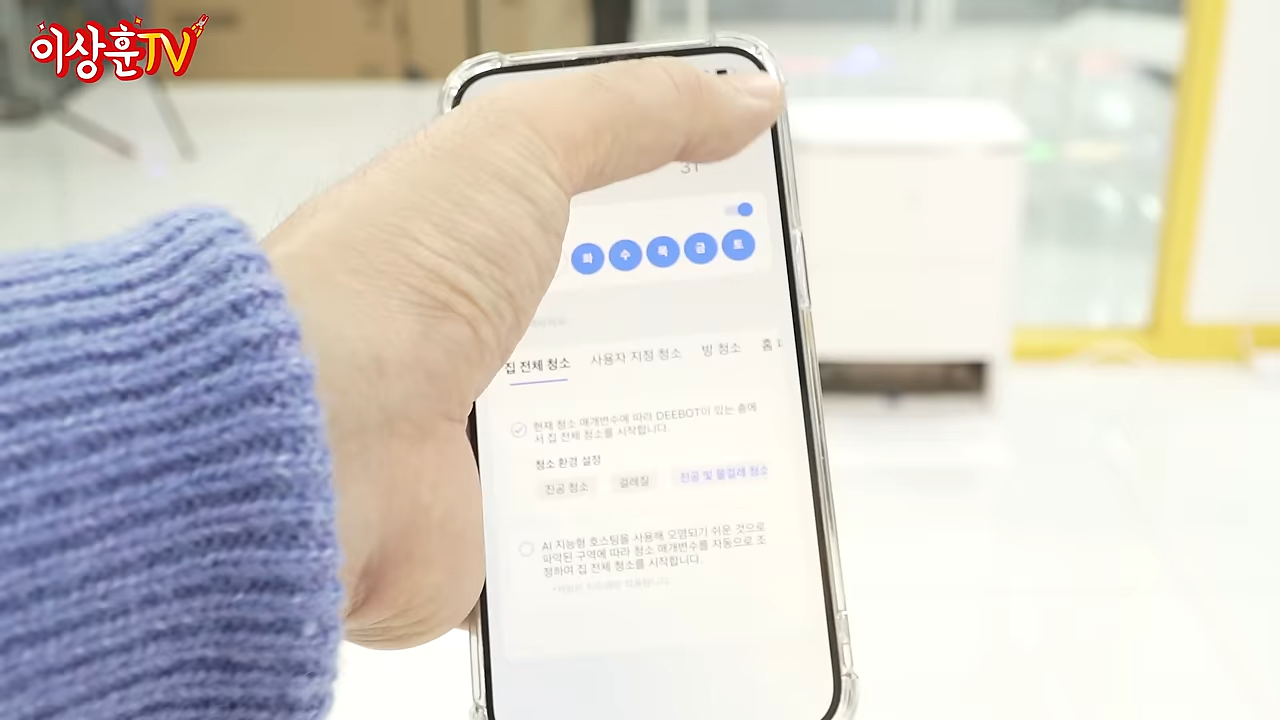 이상훈TV
31
화 수 목 금 토
집 전체 청소 사용자 지정 청소 방 청소 홈
현재 청소 매개변수에 따라 DEEBOT이 있는 층에
서 집 전체 청소를 시작합니다.
청소 환경 설정
진공 청소 걸레질 진공 및 물걸레 청소
AI 지능형 호스팅을 사용해 오염되기 쉬운 것으로
파악된 구역에 따라 청소 매개변수를 자동으로 조
정하여 집 전체 청소를 시작합니다.